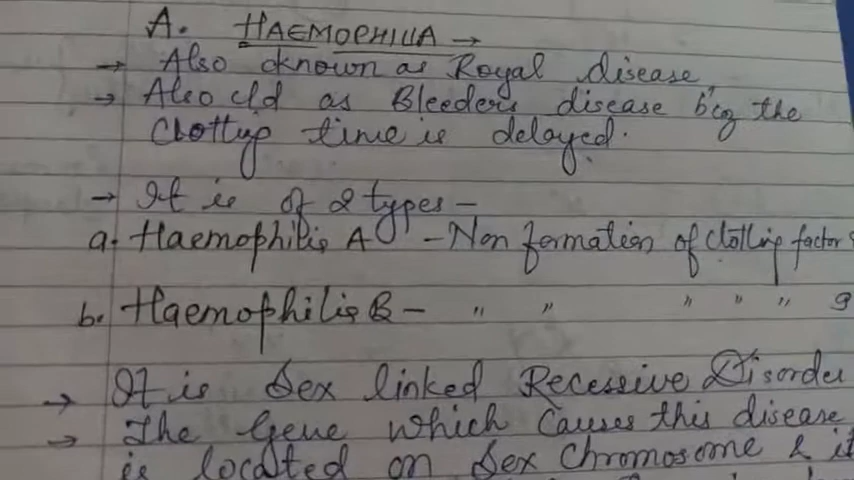 A. HAEMOPHILIA →
→ Also known as Royal disease
→ Also cld as Bleeder's disease bcz the
Clotting time is delayed.
→ It is of 2 types –
a. Haemophilia A – Non formation of clotting factor
b. Haemophilia B – " " " " " 9
→ It is Sex linked Recessive Disorder
→ The Gene which Causes this disease
is located on Sex Chromosome & it